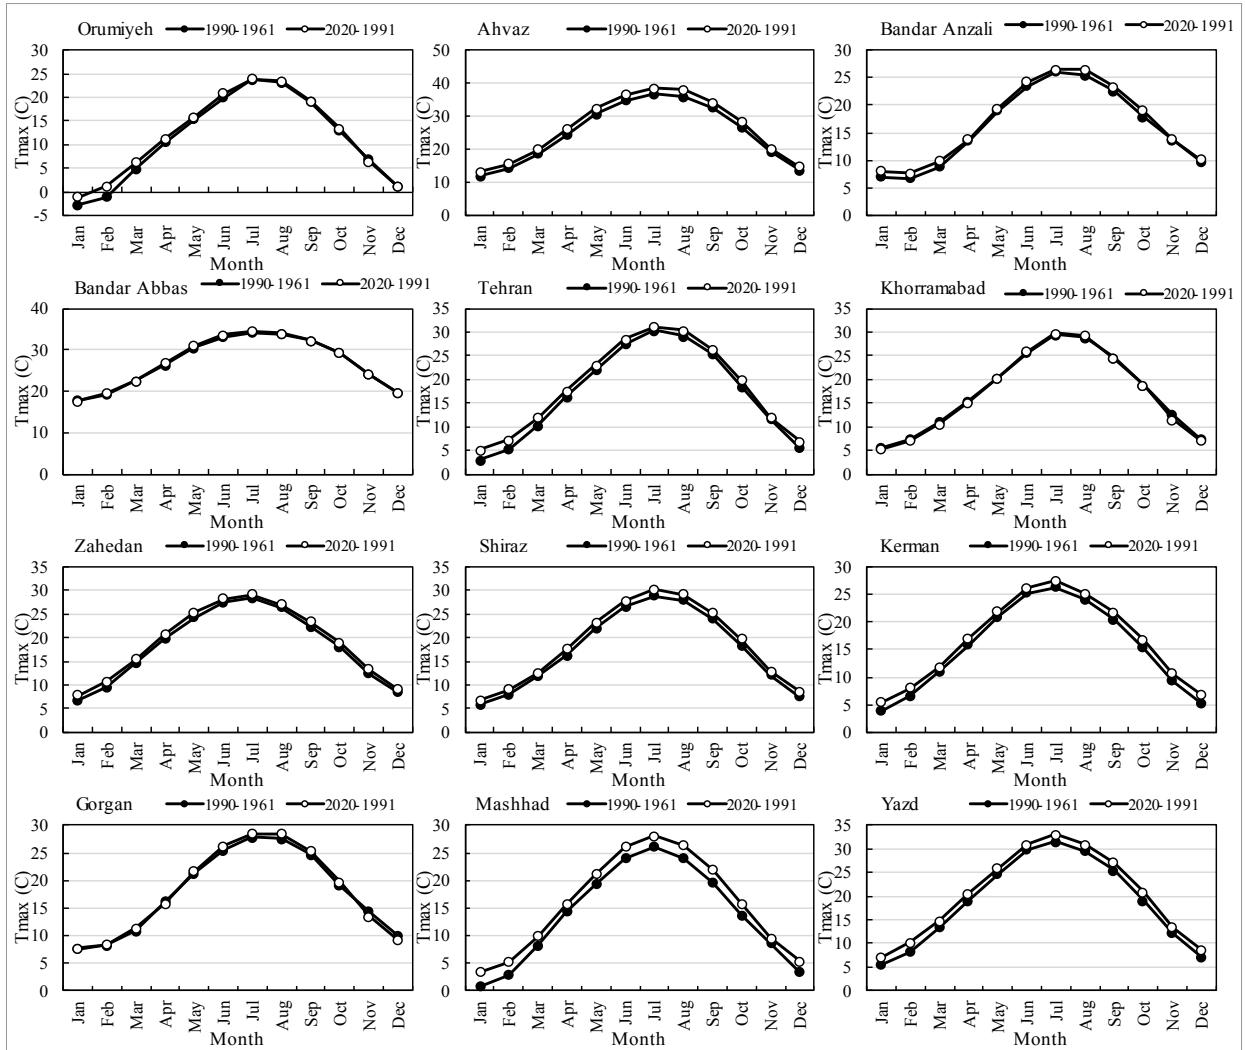 Orumiyeh 1990-1961 2020-1991
Tmax (C)
30
25
20
15
10
5
0
-5
Jan Feb Mar Apr May Jun Jul Aug Sep Oct Nov Dec
Month
Ahvaz 1990-1961 2020-1991
Tmax (C)
50
40
30
20
10
0
Jan Feb Mar Apr May Jun Jul Aug Sep Oct Nov Dec
Month
Bandar Anzali 1990-1961 2020-1991
Tmax (C)
30
25
20
15
10
5
0
Jan Feb Mar Apr May Jun Jul Aug Sep Oct Nov Dec
Month
Bandar Abbas 1990-1961 2020-1991
Tmax (C)
40
30
20
10
0
Jan Feb Mar Apr May Jun Jul Aug Sep Oct Nov Dec
Month
Tehran 1990-1961 2020-1991
Tmax (C)
35
30
25
20
15
10
5
0
Jan Feb Mar Apr May Jun Jul Aug Sep Oct Nov Dec
Month
Khorramabad 1990-1961 2020-1991
Tmax (C)
35
30
25
20
15
10
5
0
Jan Feb Mar Apr May Jun Jul Aug Sep Oct Nov Dec
Month
Zahedan 1990-1961 2020-1991
Tmax (C)
35
30
25
20
15
10
5
0
Jan Feb Mar Apr May Jun Jul Aug Sep Oct Nov Dec
Month
Shiraz 1990-1961 2020-1991
Tmax (C)
35
30
25
20
15
10
5
0
Jan Feb Mar Apr May Jun Jul Aug Sep Oct Nov Dec
Month
Kerman 1990-1961 2020-1991
Tmax (C)
30
25
20
15
10
5
0
Jan Feb Mar Apr May Jun Jul Aug Sep Oct Nov Dec
Month
Gorgan 1990-1961 2020-1991
Tmax (C)
30
25
20
15
10
5
0
Jan Feb Mar Apr May Jun Jul Aug Sep Oct Nov Dec
Month
Mashhad 1990-1961 2020-1991
Tmax (C)
30
25
20
15
10
5
0
Jan Feb Mar Apr May Jun Jul Aug Sep Oct Nov Dec
Month
Yazd 1990-1961 2020-1991
Tmax (C)
35
30
25
20
15
10
5
0
Jan Feb Mar Apr May Jun Jul Aug Sep Oct Nov Dec
Month